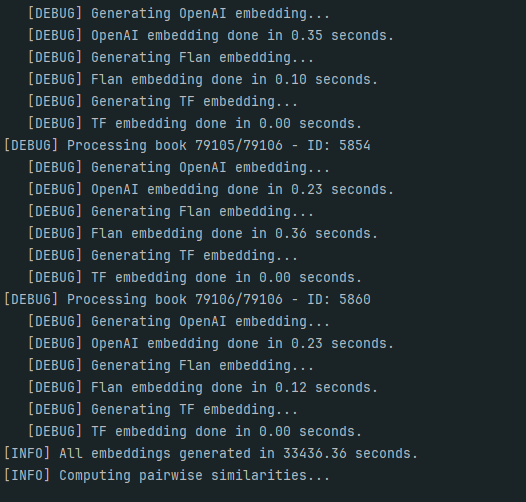 [DEBUG] Generating OpenAI embedding...
[DEBUG] OpenAI embedding done in 0.35 seconds.
[DEBUG] Generating Flan embedding...
[DEBUG] Flan embedding done in 0.10 seconds.
[DEBUG] Generating TF embedding...
[DEBUG] TF embedding done in 0.00 seconds.
[DEBUG] Processing book 79105/79106 - ID: 5854
[DEBUG] Generating OpenAI embedding...
[DEBUG] OpenAI embedding done in 0.23 seconds.
[DEBUG] Generating Flan embedding...
[DEBUG] Flan embedding done in 0.36 seconds.
[DEBUG] Generating TF embedding...
[DEBUG] TF embedding done in 0.00 seconds.
[DEBUG] Processing book 79106/79106 - ID: 5860
[DEBUG] Generating OpenAI embedding...
[DEBUG] OpenAI embedding done in 0.23 seconds.
[DEBUG] Generating Flan embedding...
[DEBUG] Flan embedding done in 0.12 seconds.
[DEBUG] Generating TF embedding...
[DEBUG] TF embedding done in 0.00 seconds.
[INFO] All embeddings generated in 33436.36 seconds.
[INFO] Computing pairwise similarities...